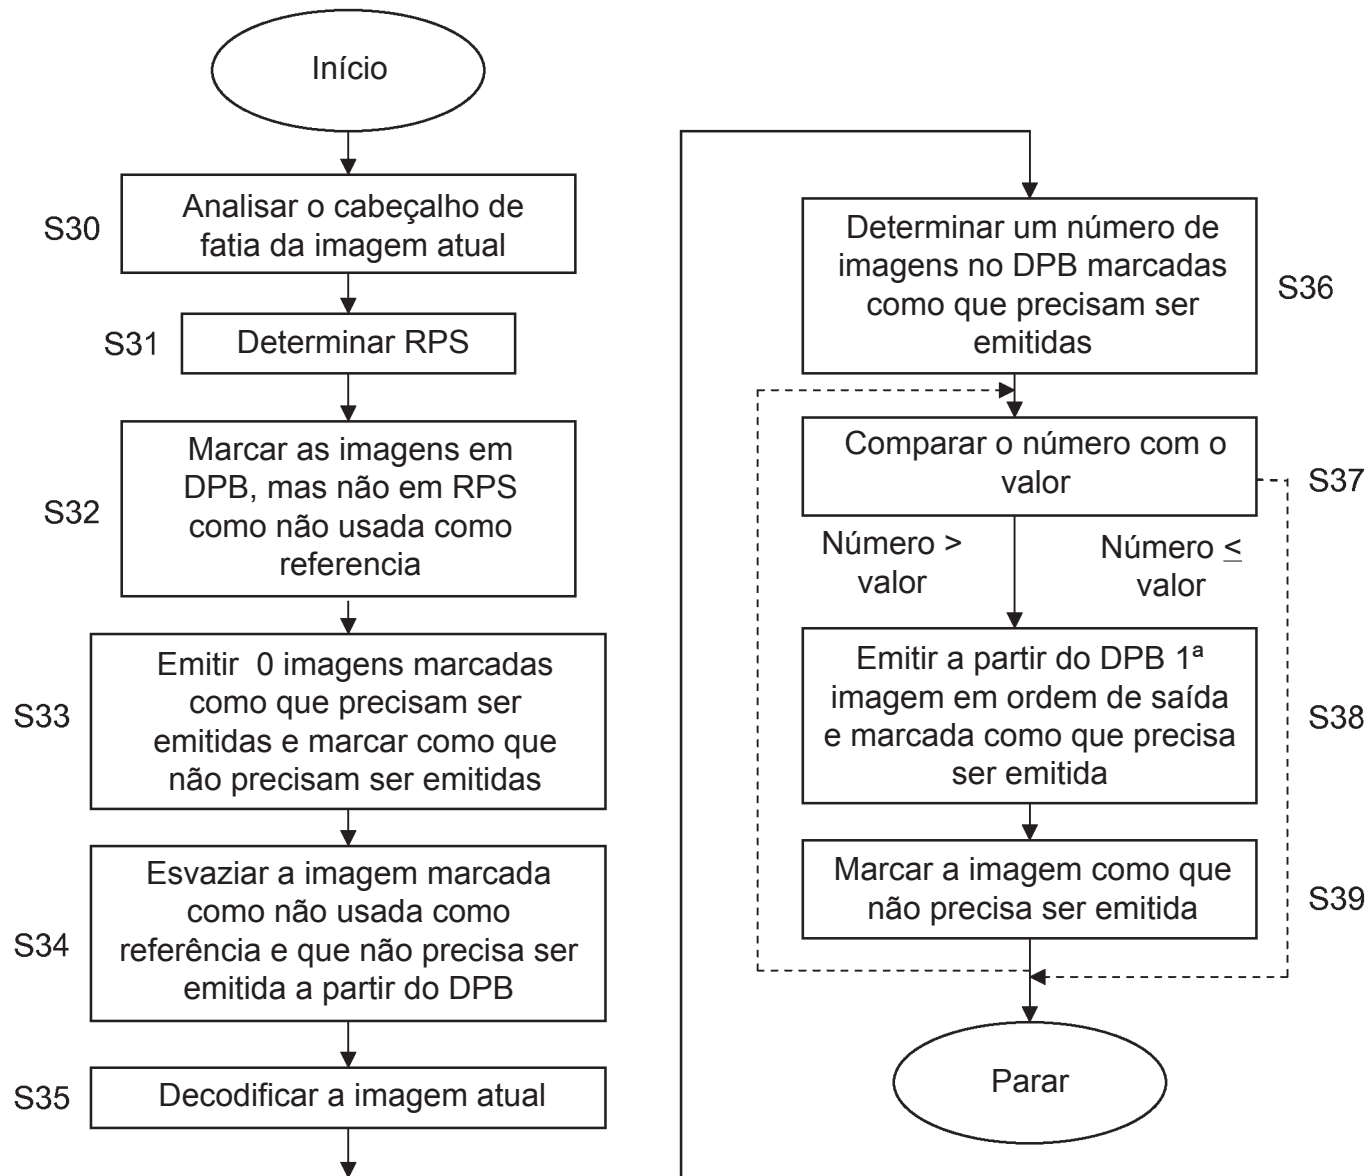 Início
S30
Analisar o cabeçalho de
fatia da imagem atual
S31
Determinar RPS
S32
Marcar as imagens em
DPB, mas não em RPS
como não usada como
referencia
S33
Emitir 0 imagens marcadas
como que precisam ser
emitidas e marcar como que
não precisam ser emitidas
S34
Esvaziar a imagem marcada
como não usada como
referência e que não precisa ser
emitida a partir do DPB
S35
Decodificar a imagem atual
Determinar um número de
imagens no DPB marcadas
como que precisam ser
emitidas
S36
Comparar o número com o
valor
S37
Número >
valor
Número ≤
valor
Emitir a partir do DPB 1ª
imagem em ordem de saída
e marcada como que precisa
ser emitida
S38
Marcar a imagem como que
não precisa ser emitida
S39
Parar